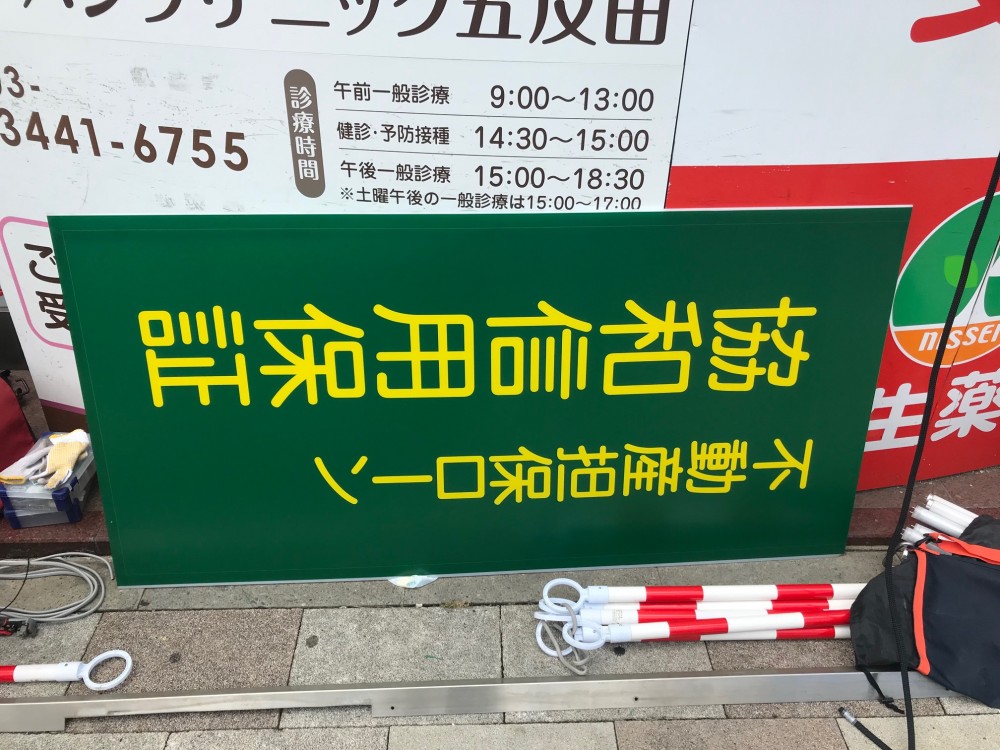 クリニック五反田
03-
3441-6755
診療時間
午前一般診療 9:00～13:00
健診・予防接種 14:30～15:00
午後一般診療 15:00～18:30
※土曜午後の一般診療は15:00～17:00
協和信用保証
不動産担保ローン
NISSEI
生薬